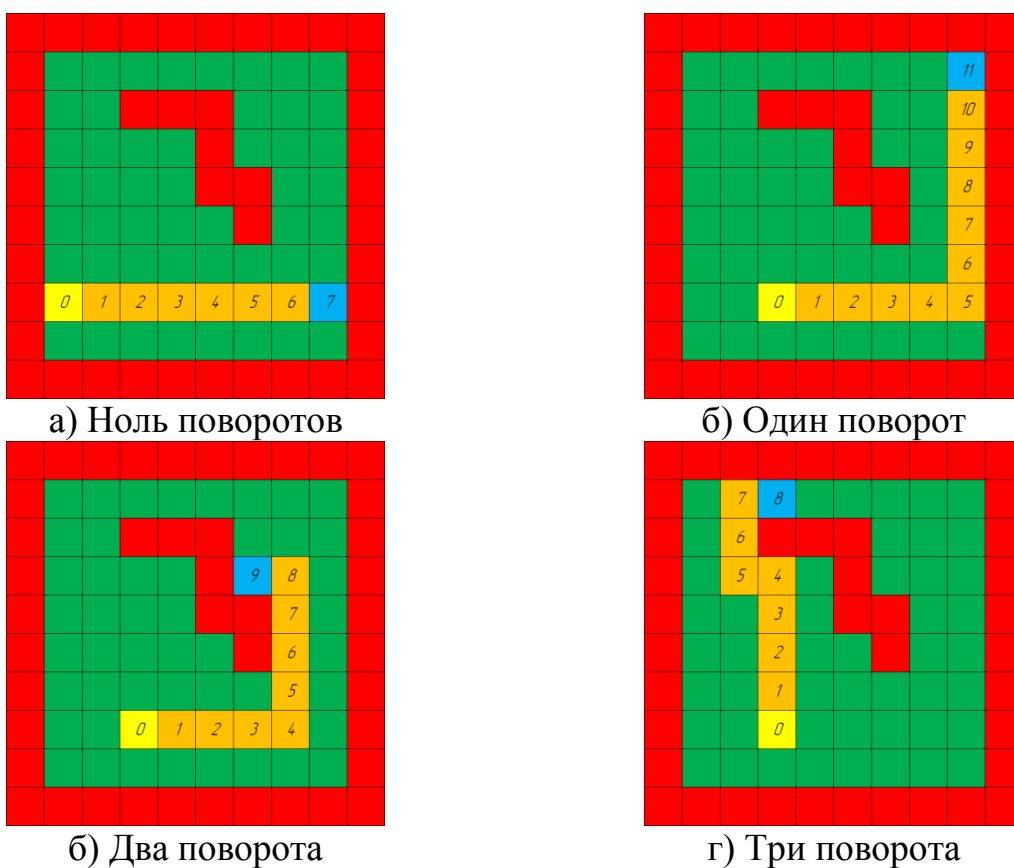 11
10
9
8
7
6
0 1 2 3 4 5 6 7
0 1 2 3 4 5
а) Ноль поворотов
б) Один поворот
7 8
6
9 8
5 4
7
3
6
2
5
1
0 1 2 3 4
0
б) Два поворота
г) Три поворота